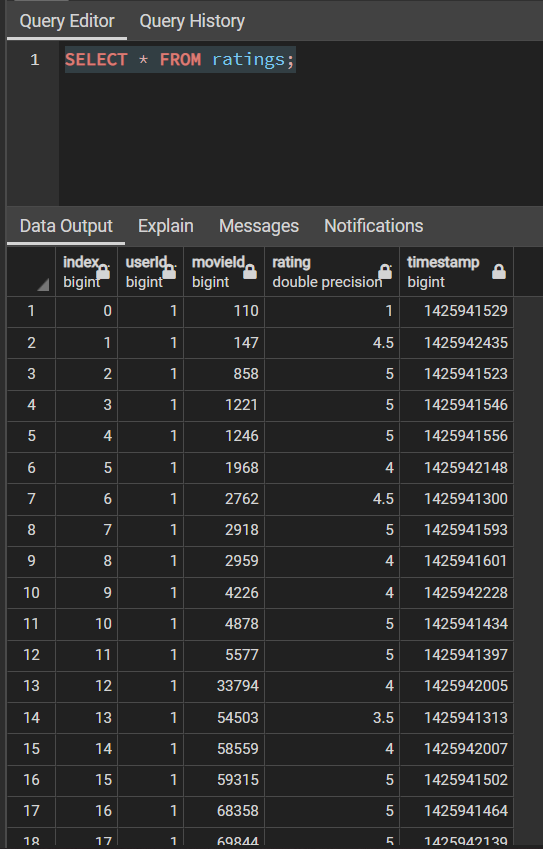 Query Editor Query History
1 SELECT * FROM ratings;
Data Output Explain Messages Notifications
index userId movieId rating timestamp
bigint bigint bigint double precision bigint
1 0 1 110 1 1425941529
2 1 1 147 4.5 1425942435
3 2 1 858 5 1425941523
4 3 1 1221 5 1425941546
5 4 1 1246 5 1425941556
6 5 1 1968 4 1425942148
7 6 1 2762 4.5 1425941300
8 7 1 2918 5 1425941593
9 8 1 2959 4 1425941601
10 9 1 4226 4 1425942228
11 10 1 4878 5 1425941434
12 11 1 5577 5 1425941397
13 12 1 33794 4 1425942005
14 13 1 54503 3.5 1425941313
15 14 1 58559 4 1425942007
16 15 1 59315 5 1425941502
17 16 1 68358 5 1425941464
18 17 1 69844 5 1425942139